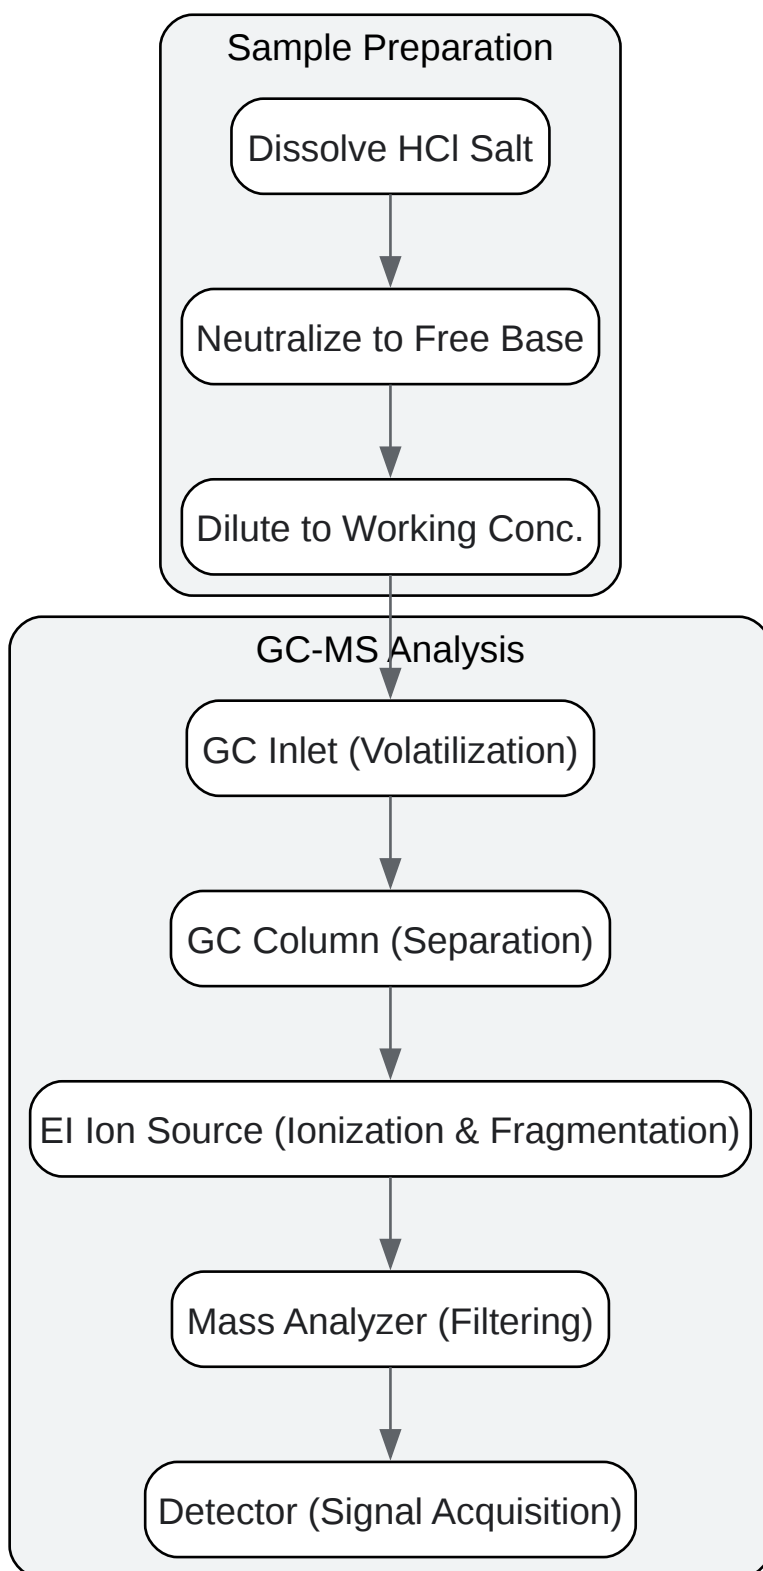 Sample Preparation
Dissolve HCl Salt
Neutralize to Free Base
Dilute to Working Conc.
GC-MS Analysis
GC Inlet (Volatilization)
GC Column (Separation)
EI Ion Source (Ionization & Fragmentation)
Mass Analyzer (Filtering)
Detector (Signal Acquisition)